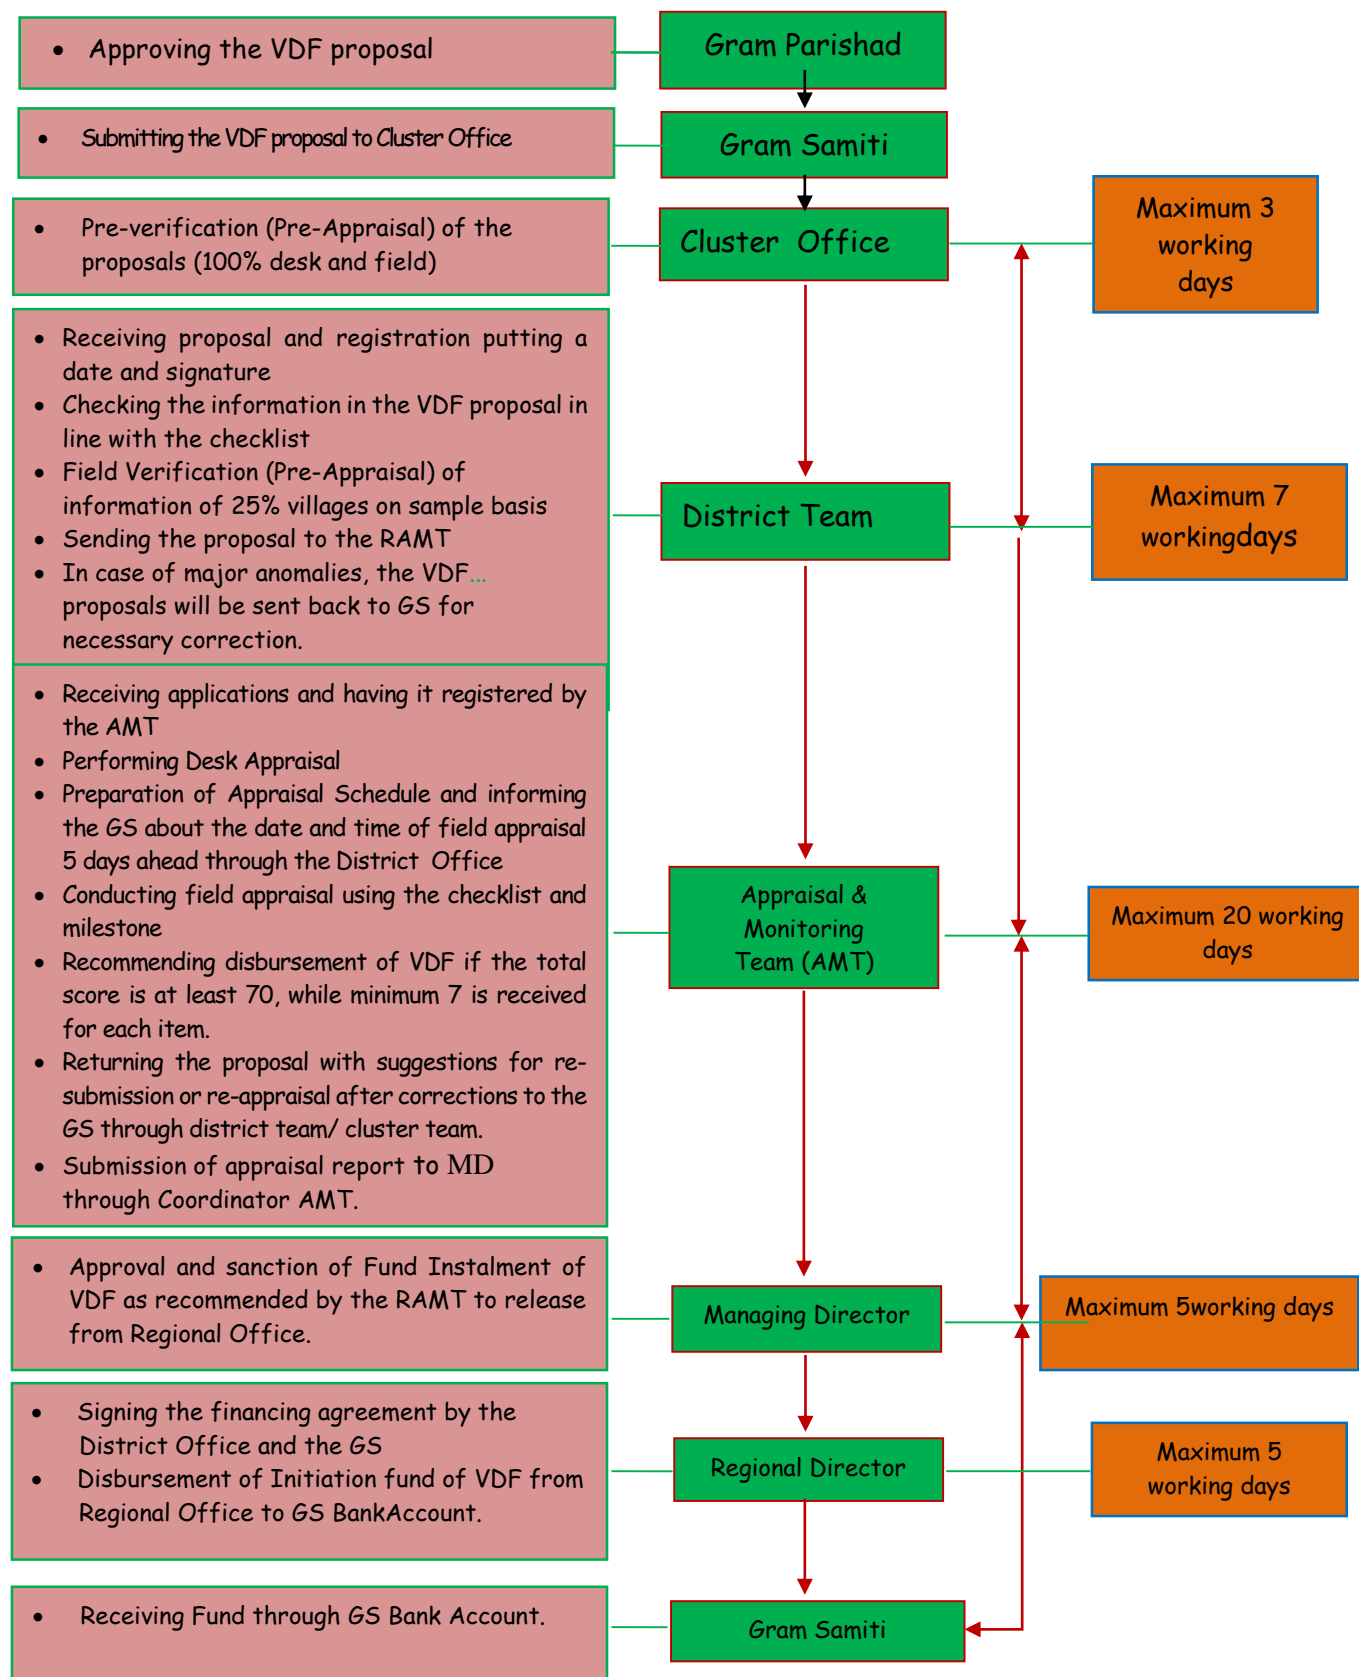 • Approving the VDF proposal
Gram Parishad
• Submitting the VDF proposal to Cluster Office
Gram Samiti
• Pre-verification (Pre-Appraisal) of the
proposals (100% desk and field)
Cluster Office
Maximum 3
working
days
• Receiving proposal and registration putting a
date and signature
• Checking the information in the VDF proposal in
line with the checklist
• Field Verification (Pre-Appraisal) of
information of 25% villages on sample basis
• Sending the proposal to the RAMT
• In case of major anomalies, the VDF...
proposals will be sent back to GS for
necessary correction.
District Team
Maximum 7
workingdays
• Receiving applications and having it registered by
the AMT
• Performing Desk Appraisal
• Preparation of Appraisal Schedule and informing
the GS about the date and time of field appraisal
5 days ahead through the District Office
• Conducting field appraisal using the checklist and
milestone
• Recommending disbursement of VDF if the total
score is at least 70, while minimum 7 is received
for each item.
• Returning the proposal with suggestions for re-
submission or re-appraisal after corrections to the
GS through district team/ cluster team.
• Submission of appraisal report to MD
through Coordinator AMT.
Appraisal &
Monitoring
Team (AMT)
Maximum 20 working
days
• Approval and sanction of Fund Instalment of
VDF as recommended by the RAMT to release
from Regional Office.
Managing Director
Maximum 5working days
• Signing the financing agreement by the
District Office and the GS
• Disbursement of Initiation fund of VDF from
Regional Office to GS BankAccount.
Regional Director
Maximum 5
working days
• Receiving Fund through GS Bank Account.
Gram Samiti